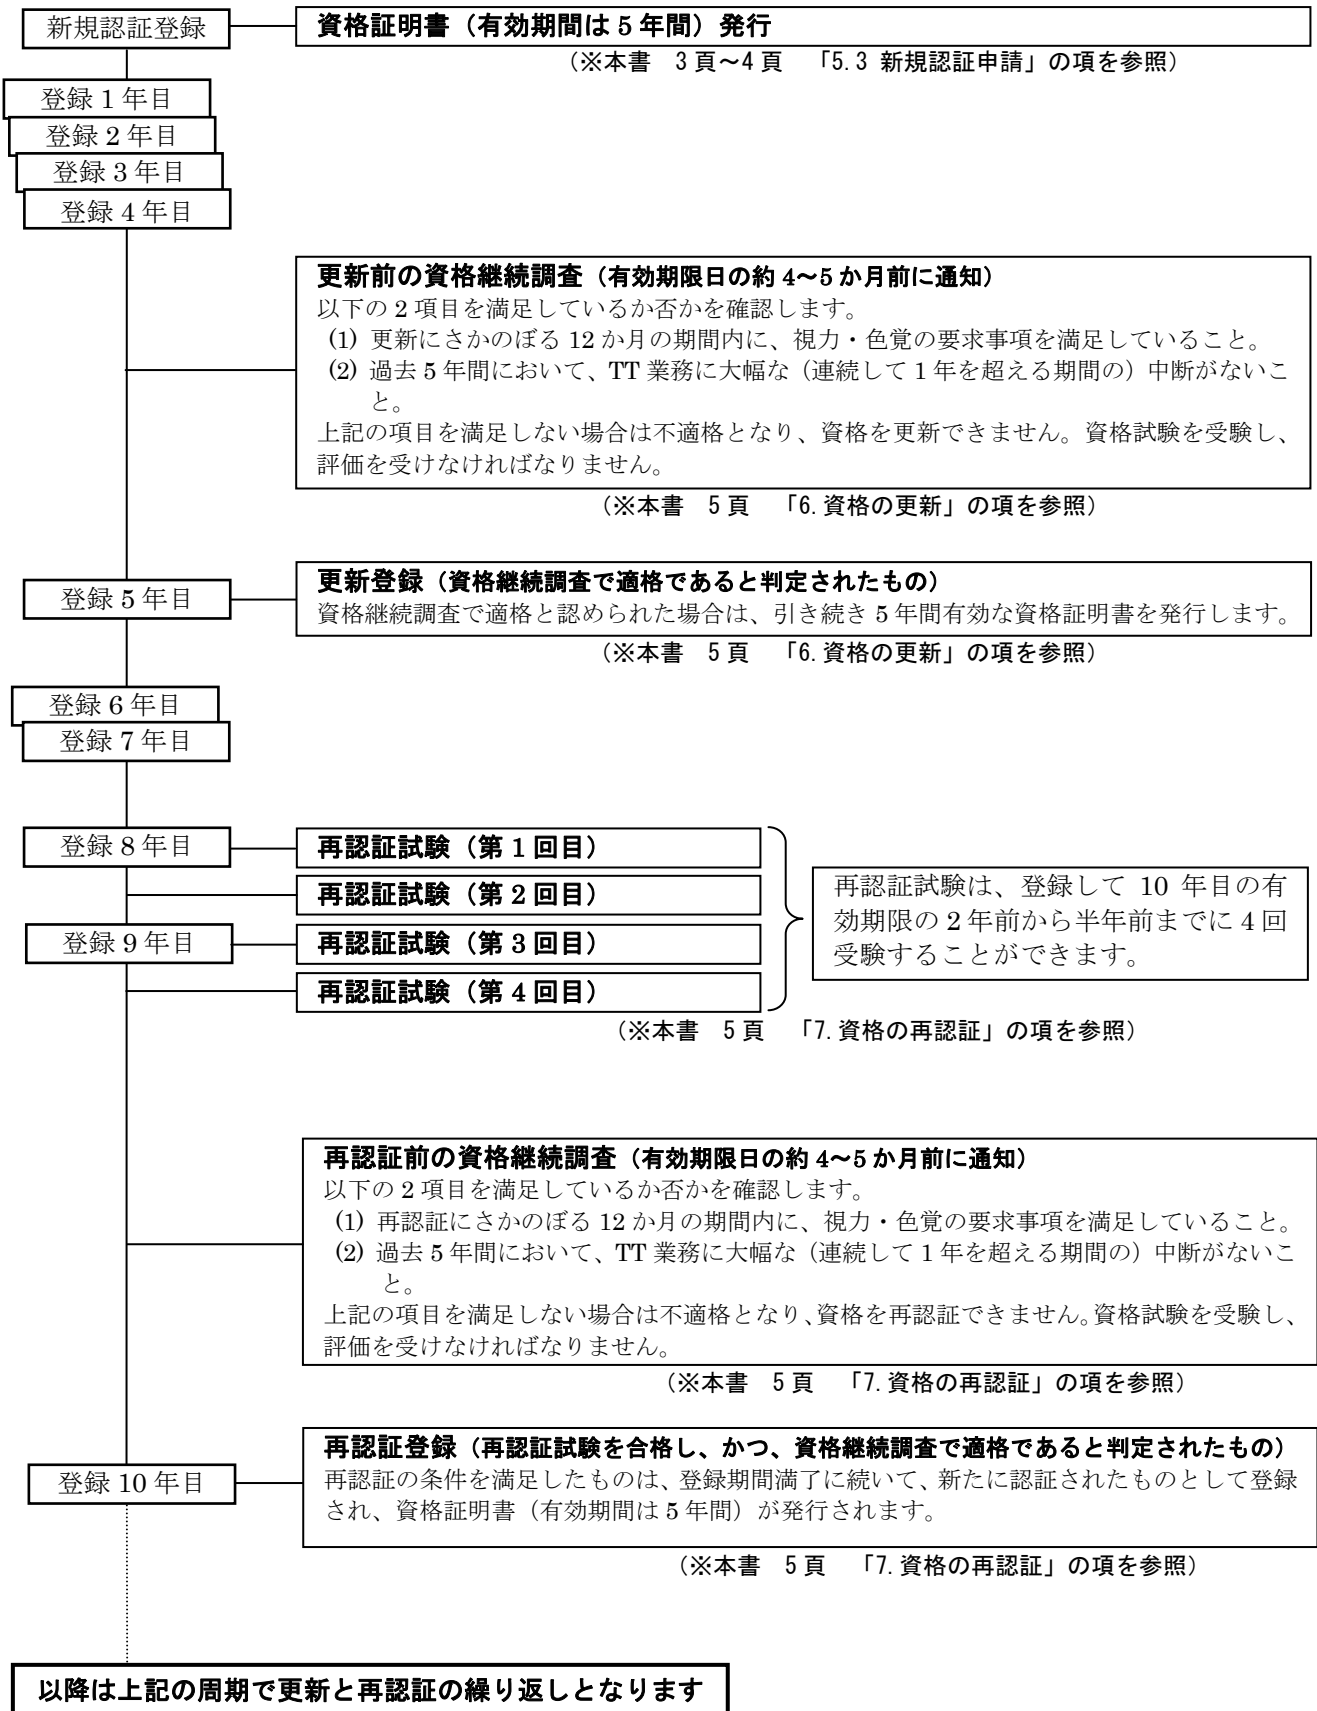 新規認証登録
資格証明書（有効期間は 5 年間）発行
（※本書　3 頁～4 頁　「5.3 新規認証申請」の項を参照）
登録 1 年目
登録 2 年目
登録 3 年目
登録 4 年目
更新前の資格継続調査（有効期限日の約 4～5 か月前に通知）
以下の 2 項目を満足しているか否かを確認します。
(1) 更新にさかのぼる 12 か月の期間内に、視力・色覚の要求事項を満足していること。
(2) 過去 5 年間において、TT 業務に大幅な（連続して 1 年を超える期間の）中断がないこ
と。
上記の項目を満足しない場合は不適格となり、資格を更新できません。資格試験を受験し、
評価を受けなければなりません。
（※本書　5 頁　「6. 資格の更新」の項を参照）
登録 5 年目
更新登録（資格継続調査で適格であると判定されたもの）
資格継続調査で適格と認められた場合は、引き続き 5 年間有効な資格証明書を発行します。
（※本書　5 頁　「6. 資格の更新」の項を参照）
登録 6 年目
登録 7 年目
登録 8 年目
再認証試験（第 1 回目）
再認証試験（第 2 回目）
登録 9 年目
再認証試験（第 3 回目）
再認証試験（第 4 回目）
再認証試験は、登録して 10 年目の有
効期限の 2 年前から半年前までに 4 回
受験することができます。
（※本書　5 頁　「7. 資格の再認証」の項を参照）
再認証前の資格継続調査（有効期限日の約 4～5 か月前に通知）
以下の 2 項目を満足しているか否かを確認します。
(1) 再認証にさかのぼる 12 か月の期間内に、視力・色覚の要求事項を満足していること。
(2) 過去 5 年間において、TT 業務に大幅な（連続して 1 年を超える期間の）中断がないこ
と。
上記の項目を満足しない場合は不適格となり、資格を再認証できません。資格試験を受験し、
評価を受けなければなりません。
（※本書　5 頁　「7. 資格の再認証」の項を参照）
登録 10 年目
再認証登録（再認証試験を合格し、かつ、資格継続調査で適格であると判定されたもの）
再認証の条件を満足したものは、登録期間満了に続いて、新たに認証されたものとして登録
され、資格証明書（有効期間は 5 年間）が発行されます。
（※本書　5 頁　「7. 資格の再認証」の項を参照）
以降は上記の周期で更新と再認証の繰り返しとなります